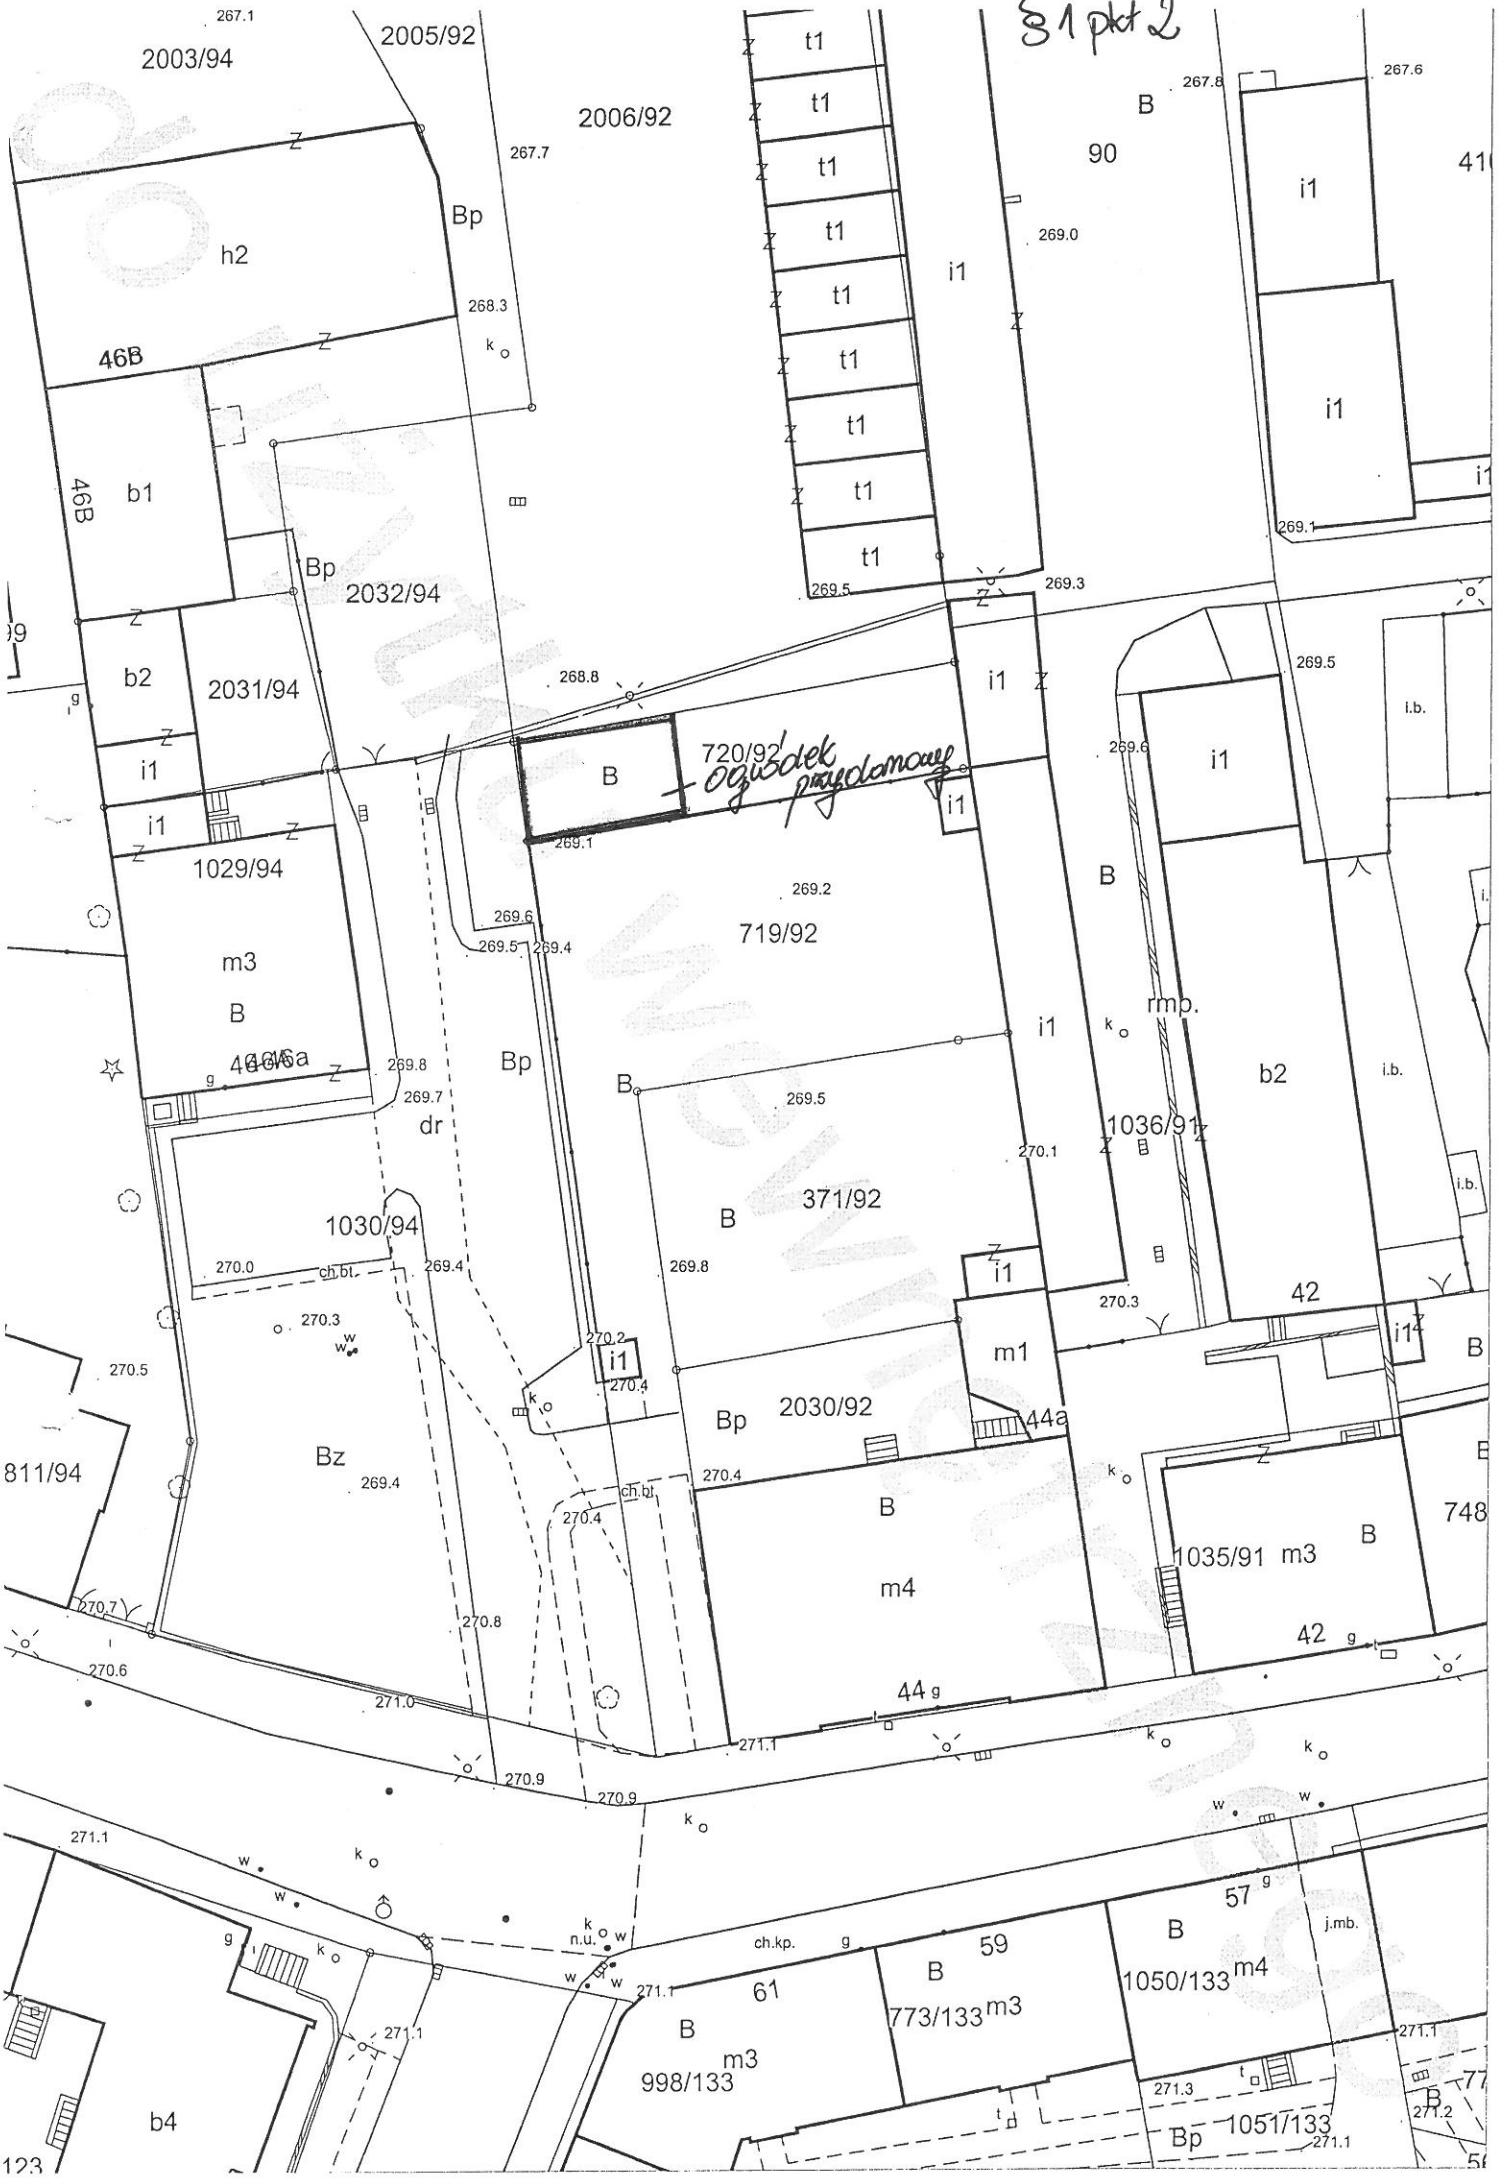 267.1
2005/92
2003/94
§ 1 pkt 2
t1
267.8
267.6
B
2006/92
t1
90
267.7
t1
i1
Bp
h2
t1
269.0
i1
268.3
t1
46B
k
t1
i1
t1
b1
46B
t1
i1
269.1
t1
Bp
2032/94
269.5
269.3
b2
2031/94
268.8
269.5
i1
i.b.
g
i1
B
720/92
ogródek
przydomowy
269.6
i1
i1
i1
269.1
1029/94
269.2
B
269.6
269.5
269.4
719/92
m3
B
Bp
k
rmp.
i1
46A
46a
g
269.8
269.7
B
269.5
b2
i.b.
dr
270.1
1036/91
1030/94
B
371/92
i.b.
270.0
ch.bt.
269.4
269.8
i1
270.3
42
270.3
w
w
270.2
i1
270.4
m1
i1
B
270.5
k
Bp
2030/92
44a
811/94
Bz
269.4
270.4
ch.bt.
270.4
B
k
748
1035/91
m3
B
m4
270.7
270.8
42
g
t
270.6
271.0
44
g
t
271.1
k
k
270.9
270.9
k
w
w
271.1
w
k
w
57
g
g
k
k
n.u.
w
ch.kp.
g
59
B
j.mb.
w
w
271.1
61
B
1050/133
m4
773/133
m3
271.1
B
m3
998/133
271.1
271.3
t
77
B
b4
t
Bp
1051/133
271.2
271.1
123
do użytku wewnętrznego